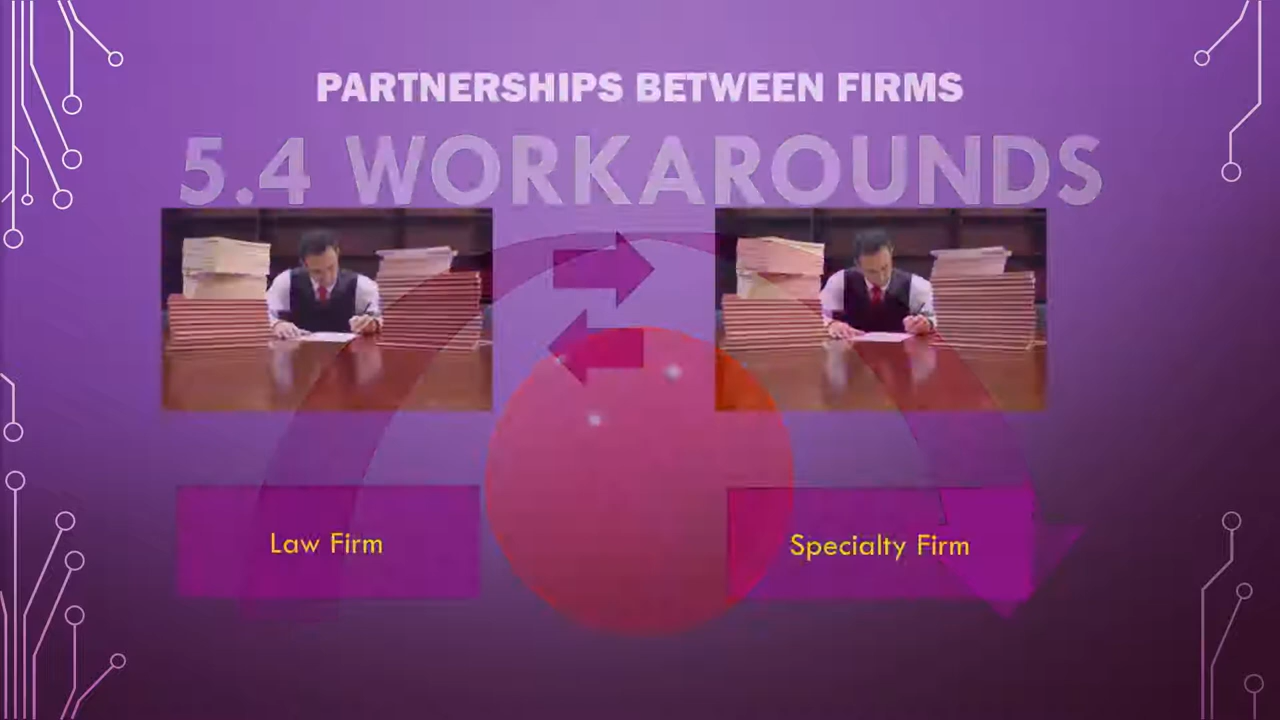 PARTNERSHIPS BETWEEN FIRMS
5.4 WORKAROUNDS
Law Firm
Specialty Firm